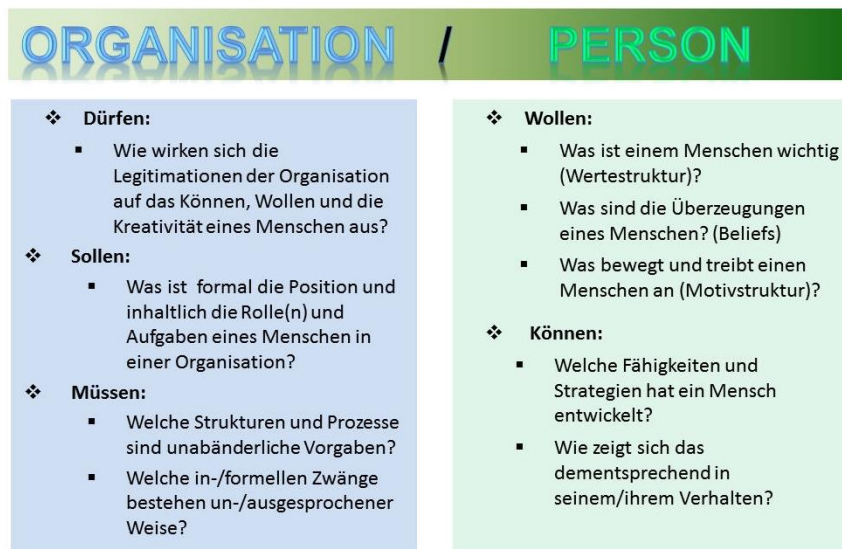 ORGANISATION / PERSON
❖ Dürfen:
▪ Wie wirken sich die
Legitimationen der Organisation
auf das Können, Wollen und die
Kreativität eines Menschen aus?
❖ Sollen:
▪ Was ist formal die Position und
inhaltlich die Rolle(n) und
Aufgaben eines Menschen in
einer Organisation?
❖ Müssen:
▪ Welche Strukturen und Prozesse
sind unabänderliche Vorgaben?
▪ Welche in-/formellen Zwänge
bestehen un-/ausgesprochener
Weise?
❖ Wollen:
▪ Was ist einem Menschen wichtig
(Wertestruktur)?
▪ Was sind die Überzeugungen
eines Menschen? (Beliefs)
▪ Was bewegt und treibt einen
Menschen an (Motivstruktur)?
❖ Können:
▪ Welche Fähigkeiten und
Strategien hat ein Mensch
entwickelt?
▪ Wie zeigt sich das
dementsprechend in
seinem/ihrem Verhalten?